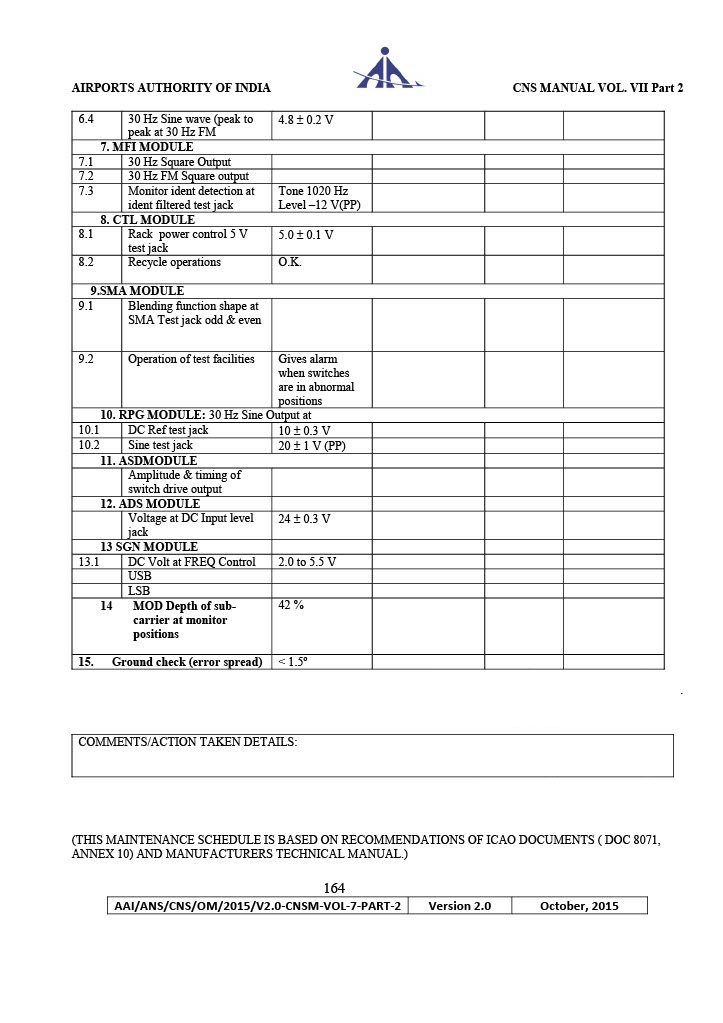 AIRPORTS AUTHORITY OF INDIA CNS MANUAL VOL. VII Part 2
6.4 30 Hz Sine wave (peak to 4.8 ± 0.2 V
peak at 30 Hz FM
7. MFI MODULE
7.1 30 Hz Square Output
7.2 30 Hz FM Square output
7.3 Monitor ident detection at Tone 1020 Hz
ident filtered test jack Level –12 V(PP)
8. CTL MODULE
8.1 Rack power control 5 V 5.0 ± 0.1 V
test jack
8.2 Recycle operations O.K.
9.SMA MODULE
9.1 Blending function shape at
SMA Test jack odd & even
9.2 Operation of test facilities Gives alarm
when switches
are in abnormal
positions
10. RPG MODULE: 30 Hz Sine Output at
10.1 DC Ref test jack 10 ± 0.3 V
10.2 Sine test jack 20 ± 1 V (PP)
11. ASDMODULE
Amplitude & timing of
switch drive output
12. ADS MODULE
Voltage at DC Input level 24 ± 0.3 V
jack
13 SGN MODULE
13.1 DC Volt at FREQ Control 2.0 to 5.5 V
USB
LSB
14 MOD Depth of sub- 42 %
carrier at monitor
positions
15. Ground check (error spread) < 1.5º
.
COMMENTS/ACTION TAKEN DETAILS:
(THIS MAINTENANCE SCHEDULE IS BASED ON RECOMMENDATIONS OF ICAO DOCUMENTS ( DOC 8071,
ANNEX 10) AND MANUFACTURERS TECHNICAL MANUAL.)
164
AAI/ANS/CNS/OM/2015/V2.0-CNSM-VOL-7-PART-2 Version 2.0 October, 2015